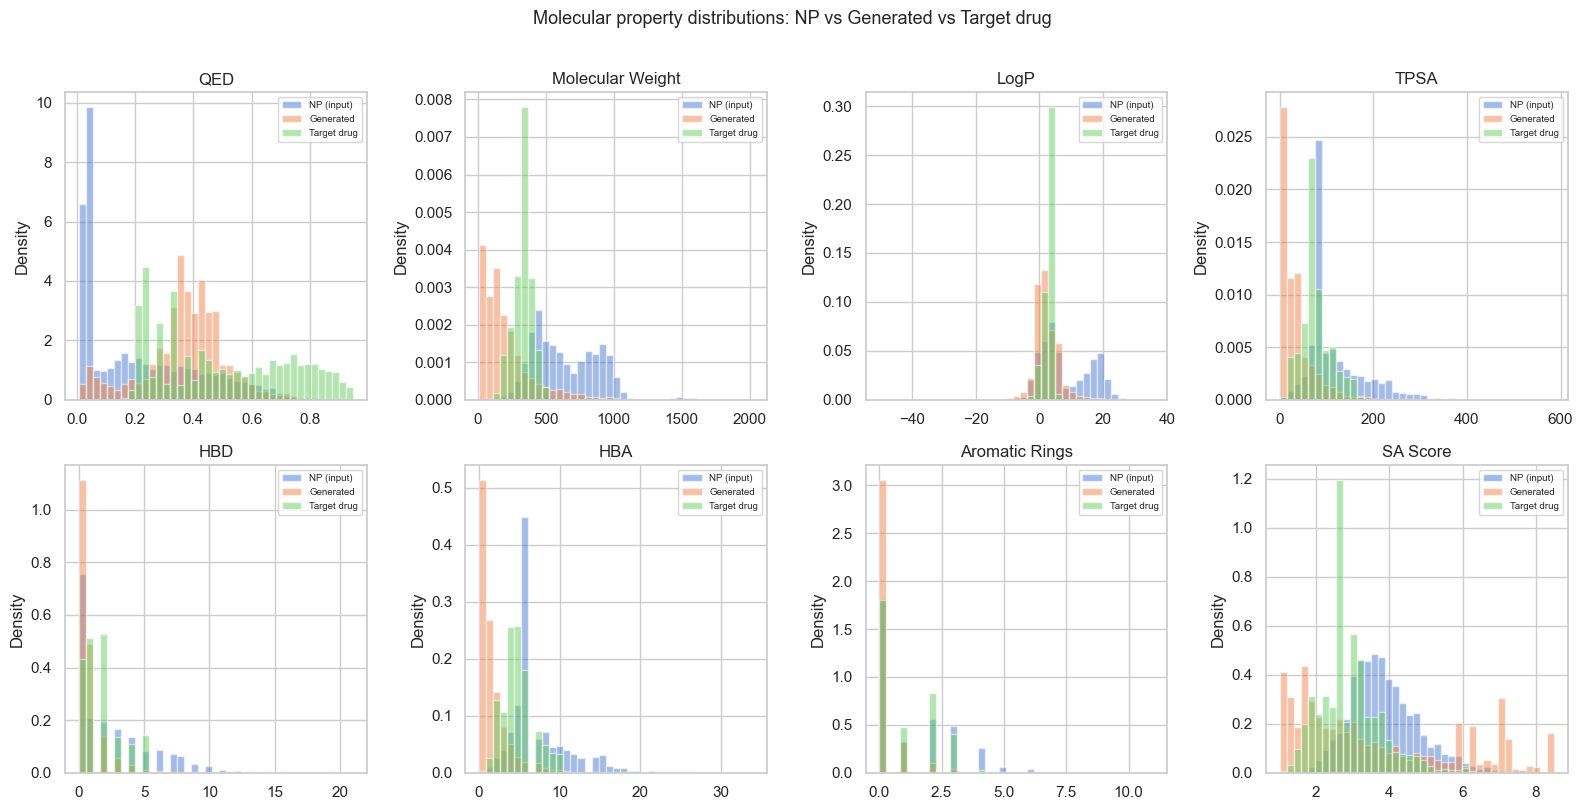 Molecular property distributions: NP vs Generated vs Target drug
QED
Density
10
8
6
4
2
0
0.0 0.2 0.4 0.6 0.8
NP (input)
Generated
Target drug
Molecular Weight
Density
0.008
0.007
0.006
0.005
0.004
0.003
0.002
0.001
0.000
0 500 1000 1500 2000
NP (input)
Generated
Target drug
LogP
Density
0.30
0.25
0.20
0.15
0.10
0.05
0.00
−40 −20 0 20 40
NP (input)
Generated
Target drug
TPSA
Density
0.025
0.020
0.015
0.010
0.005
0.000
0 200 400 600
NP (input)
Generated
Target drug
HBD
Density
1.0
0.8
0.6
0.4
0.2
0.0
0 5 10 15 20
NP (input)
Generated
Target drug
HBA
Density
0.5
0.4
0.3
0.2
0.1
0.0
0 10 20 30
NP (input)
Generated
Target drug
Aromatic Rings
Density
3.0
2.5
2.0
1.5
1.0
0.5
0.0
0.0 2.5 5.0 7.5 10.0
NP (input)
Generated
Target drug
SA Score
Density
1.2
1.0
0.8
0.6
0.4
0.2
0.0
2 4 6 8
NP (input)
Generated
Target drug